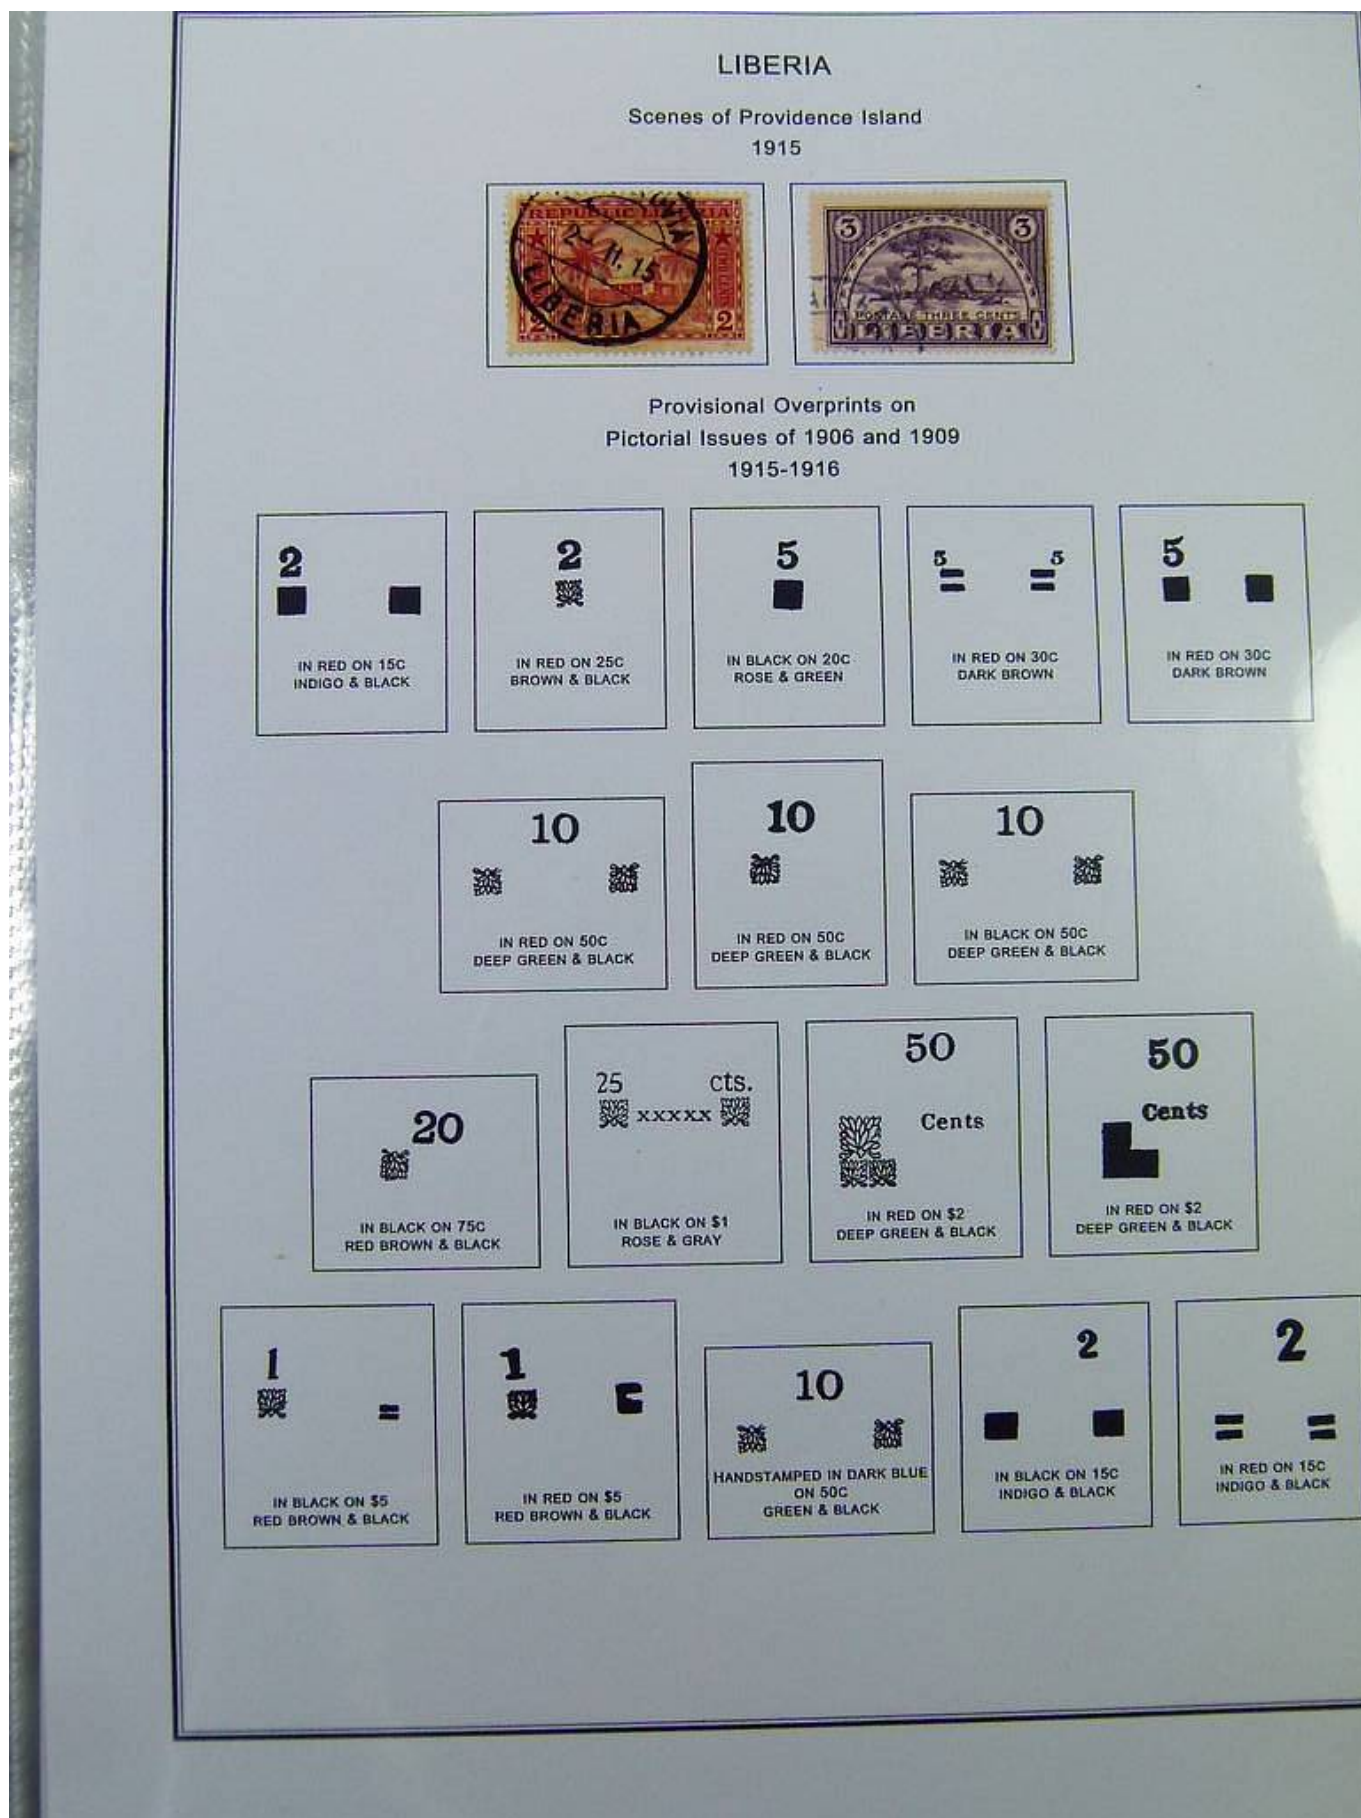 LIBERIA
Scenes of Providence Island
1915
REPUBLIC LIBERIA
2- 11. 15
LIBERIA
2 2
3 3
POSTAGE THREE CENTS
LIBERIA
Provisional Overprints on
Pictorial Issues of 1906 and 1909
1915-1916
2
IN RED ON 15C
INDIGO & BLACK
2
IN RED ON 25C
BROWN & BLACK
5
IN BLACK ON 20C
ROSE & GREEN
5 5
IN RED ON 30C
DARK BROWN
5
IN RED ON 30C
DARK BROWN
10
IN RED ON 50C
DEEP GREEN & BLACK
10
IN RED ON 50C
DEEP GREEN & BLACK
10
IN BLACK ON 50C
DEEP GREEN & BLACK
20
IN BLACK ON 75C
RED BROWN & BLACK
25 cts.
xxxxx
IN BLACK ON $1
ROSE & GRAY
50
Cents
IN RED ON $2
DEEP GREEN & BLACK
50
Cents
IN RED ON $2
DEEP GREEN & BLACK
1
IN BLACK ON $5
RED BROWN & BLACK
1
IN RED ON $5
RED BROWN & BLACK
10
HANDSTAMPED IN DARK BLUE
ON 50C
GREEN & BLACK
2
IN BLACK ON 15C
INDIGO & BLACK
2
IN RED ON 15C
INDIGO & BLACK